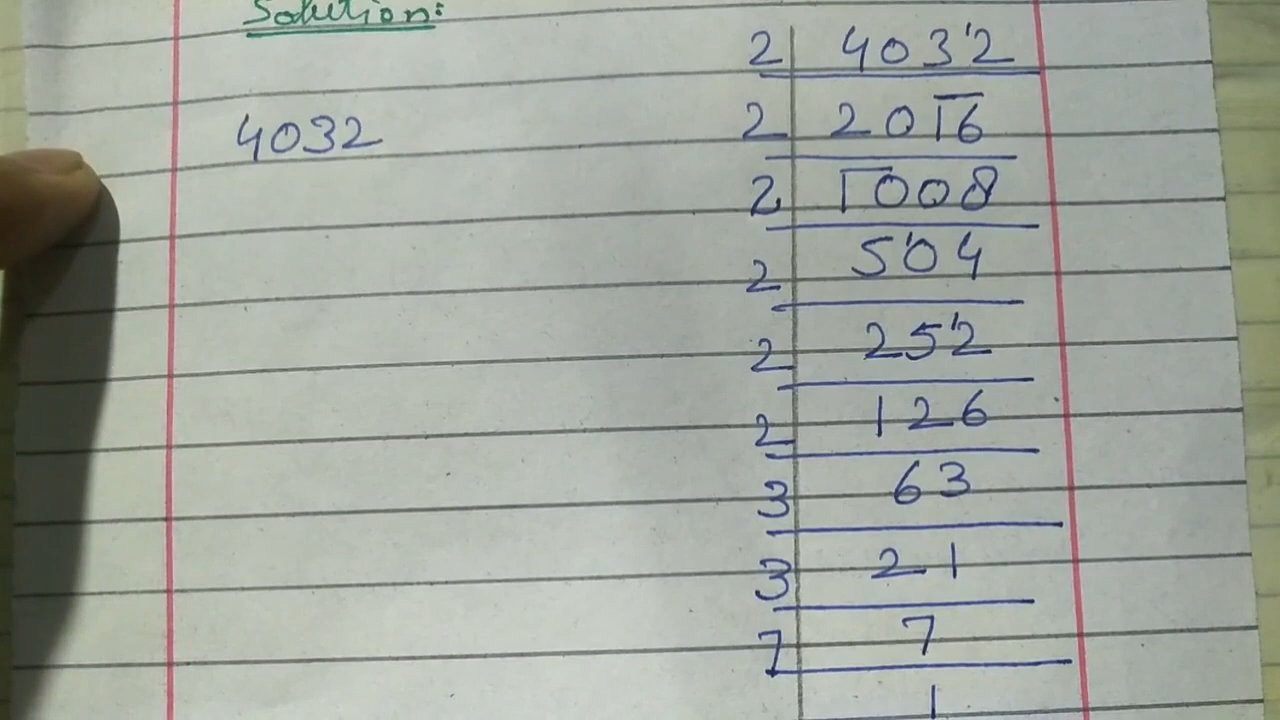 Solution:
4032
2 | 4032
2 | 2016
2 | 1008
2 | 504
2 | 252
2 | 126
3 | 63
3 | 21
7 | 7
1